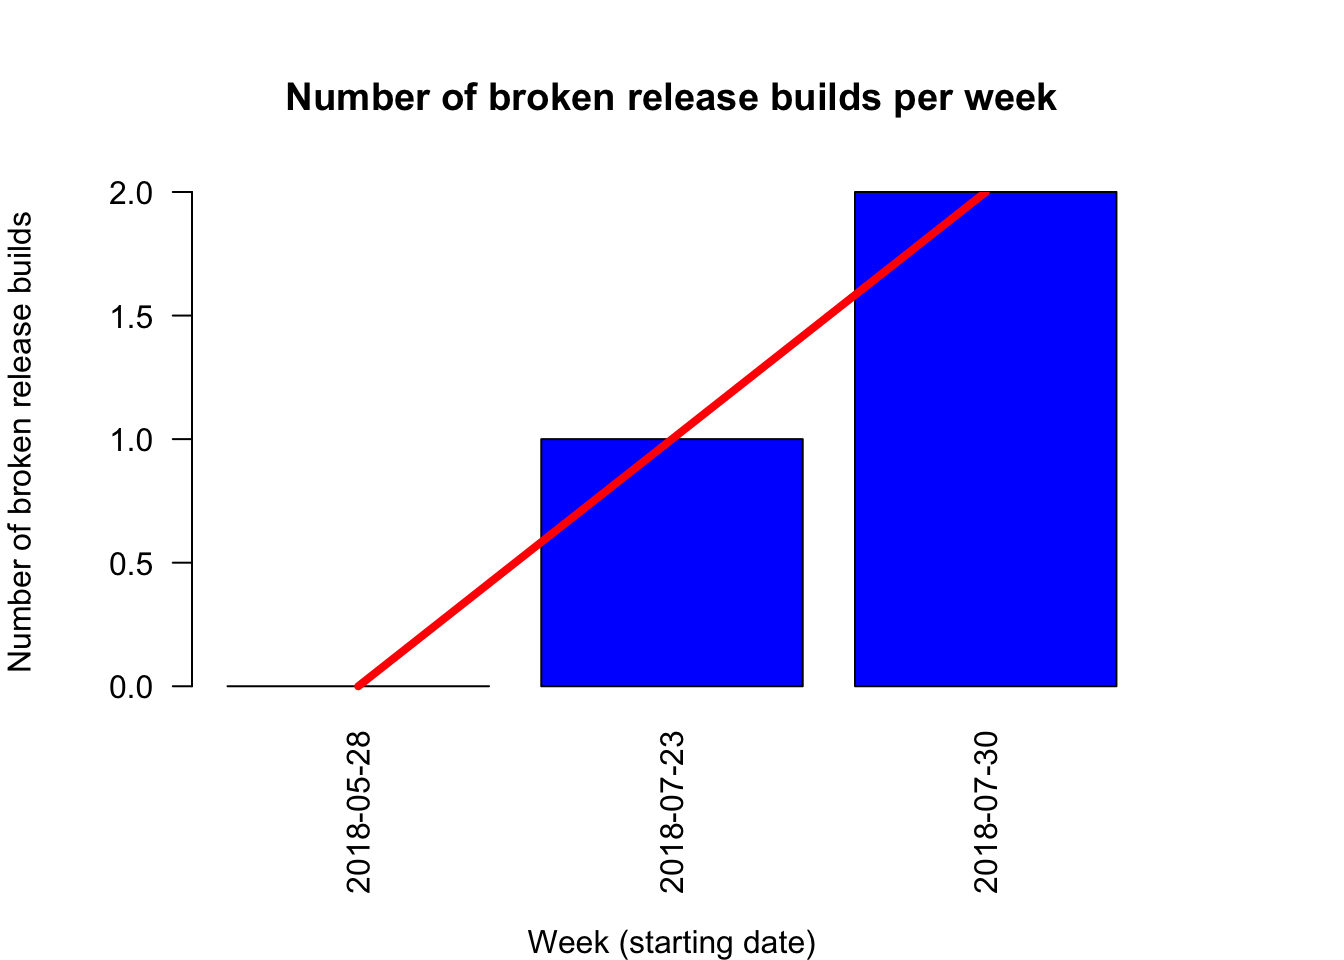 Number of broken release builds per week
Number of broken release builds
2.0
1.5
1.0
0.5
0.0
2018-05-28
2018-07-23
2018-07-30
Week (starting date)